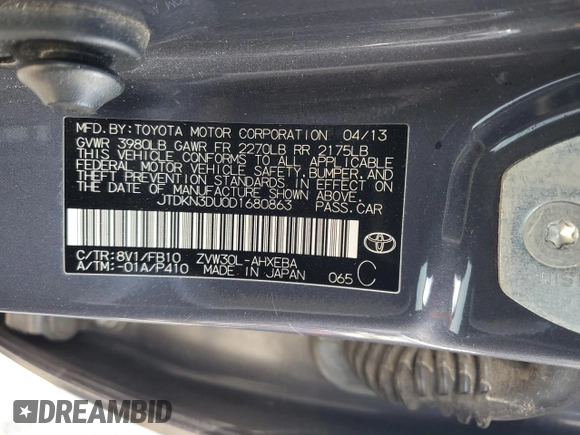 MFD. BY: TOYOTA MOTOR CORPORATION 04/13
GVWR 3980LB GAWR FR 2270LB RR 2175LB
THIS VEHICLE CONFORMS TO ALL APPLICABLE
FEDERAL MOTOR VEHICLE SAFETY, BUMPER, AND
THEFT PREVENTION STANDARDS IN EFFECT ON
THE DATE OF MANUFACTURE SHOWN ABOVE.
JTDKN3DU0D1680863 PASS.CAR
C/TR: 8V1/FB10 ZVW30L-AHXEBA
A/TM: -01A/P410 MADE IN JAPAN 065 C
DREAMBID